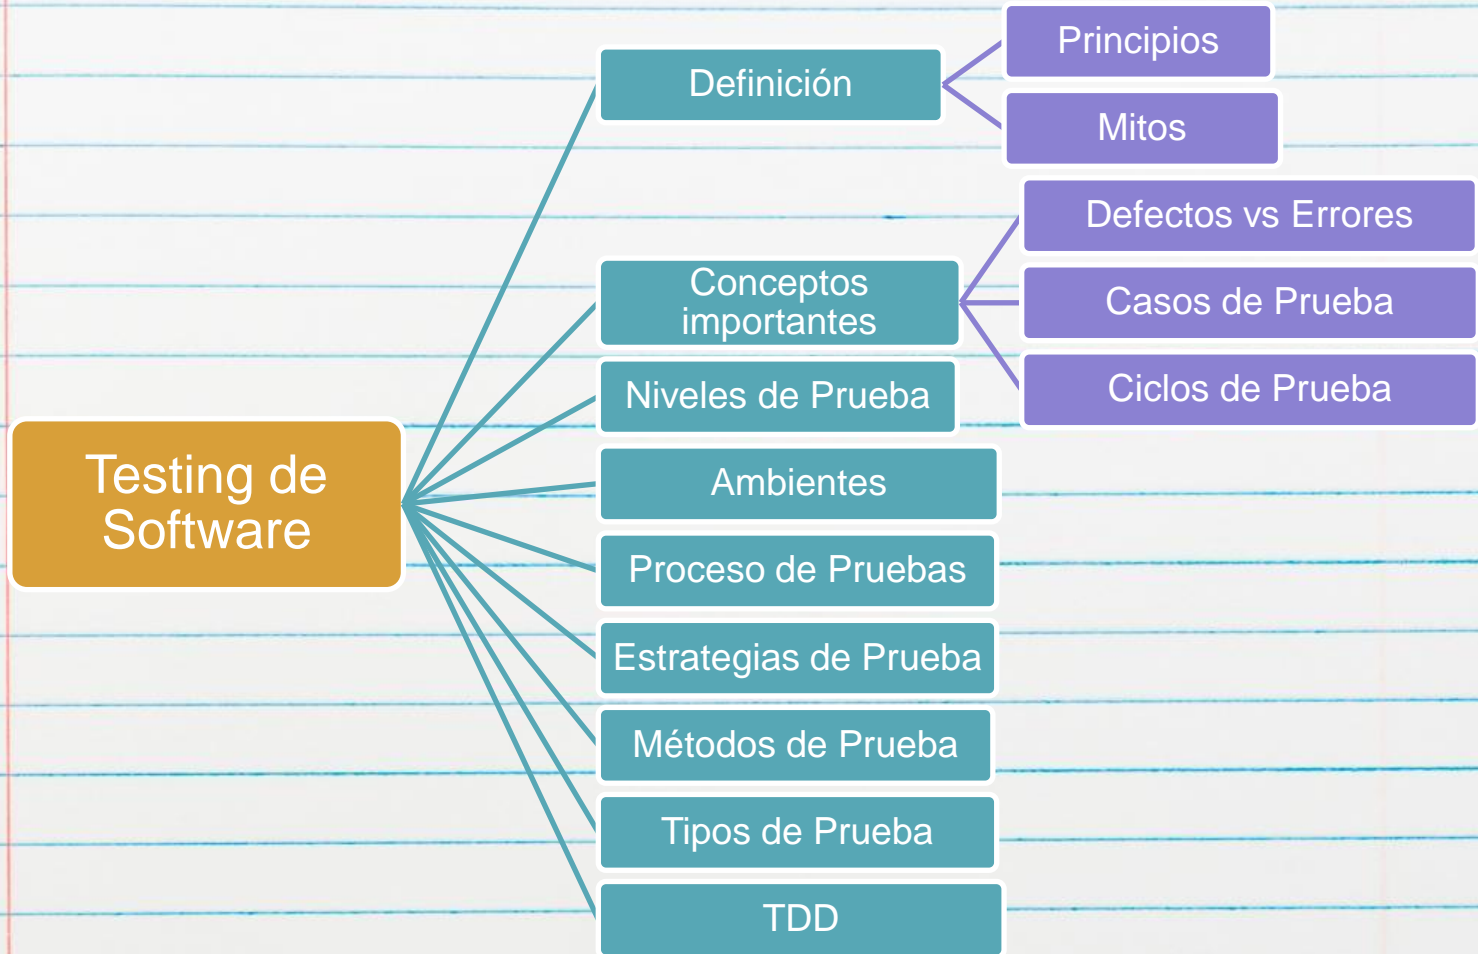 Testing de
Software
Definición
Principios
Mitos
Conceptos
importantes
Defectos vs Errores
Casos de Prueba
Ciclos de Prueba
Niveles de Prueba
Ambientes
Proceso de Pruebas
Estrategias de Prueba
Métodos de Prueba
Tipos de Prueba
TDD